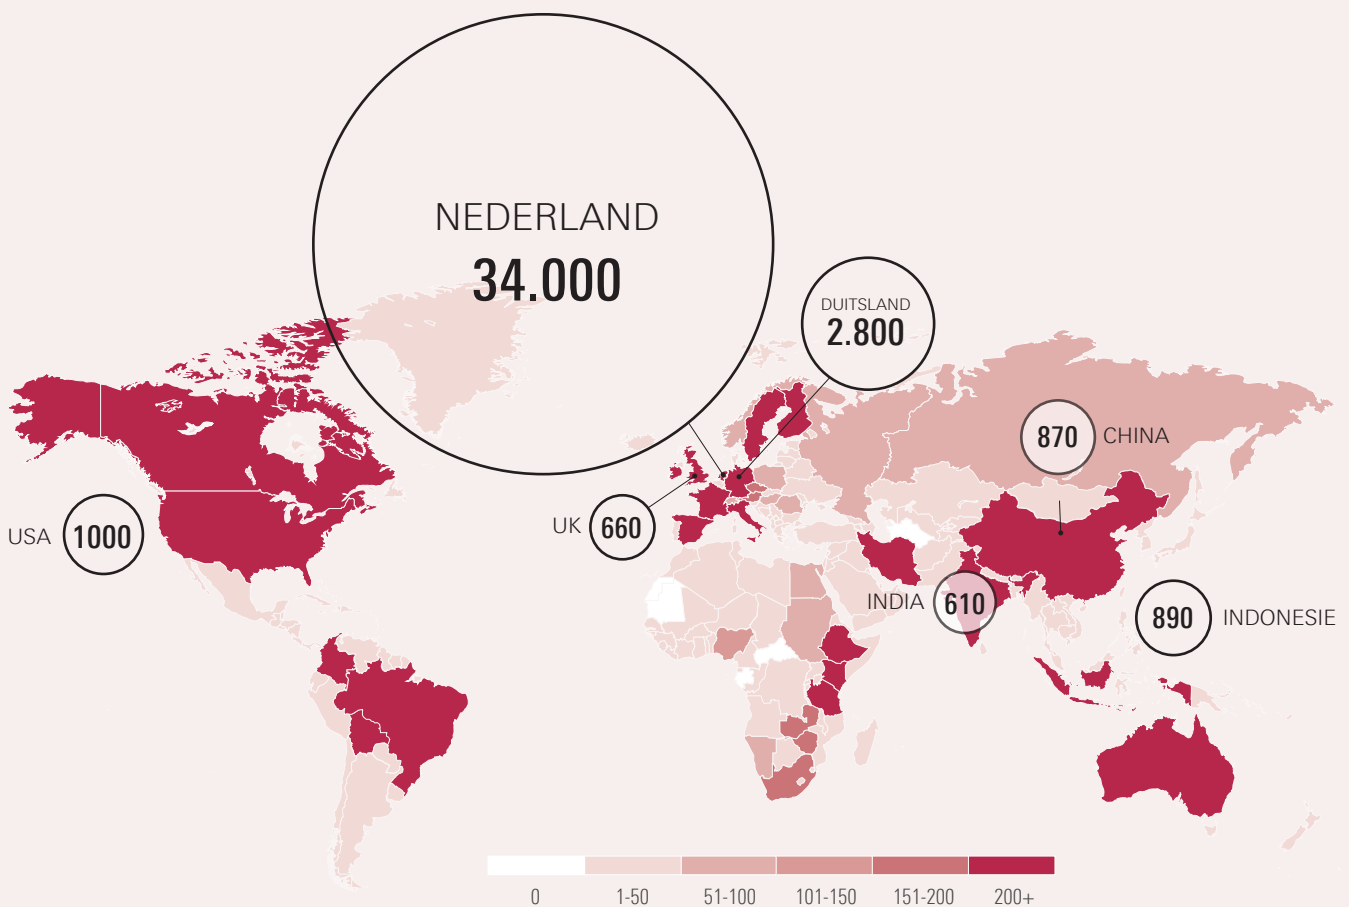 NEDERLAND
34.000
DUITSLAND
2.800
870 CHINA
USA 1000
UK 660
INDIA 610
890 INDONESIE
0 1-50 51-100 101-150 151-200 200+